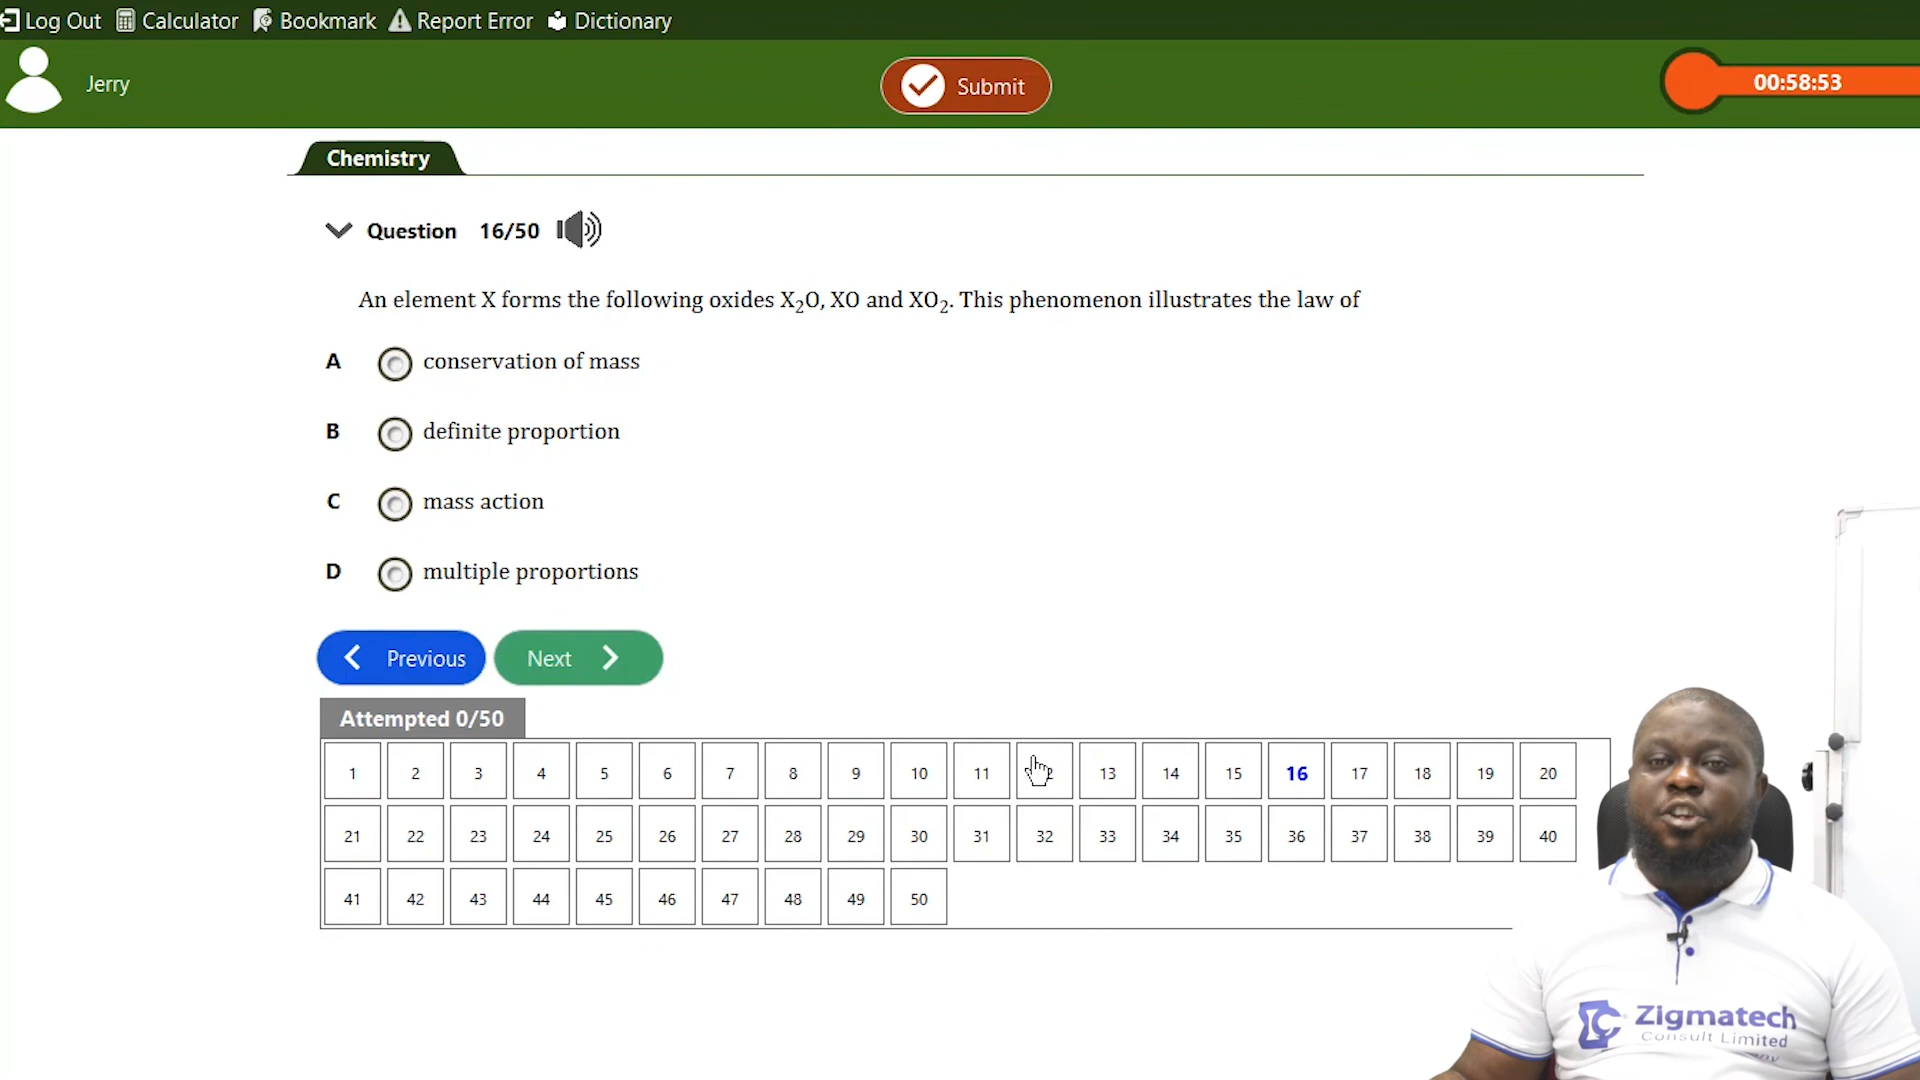 Log Out Calculator Bookmark Report Error Dictionary
Jerry
Submit
00:58:53
Chemistry
Question 16/50
An element X forms the following oxides X₂O, XO and XO₂. This phenomenon illustrates the law of
A conservation of mass
B definite proportion
C mass action
D multiple proportions
Previous Next
Attempted 0/50
1 2 3 4 5 6 7 8 9 10 11 13 14 15 16 17 18 19 20
21 22 23 24 25 26 27 28 29 30 31 32 33 34 35 36 37 38 39 40
41 42 43 44 45 46 47 48 49 50
Zigmatech
Consult Limited